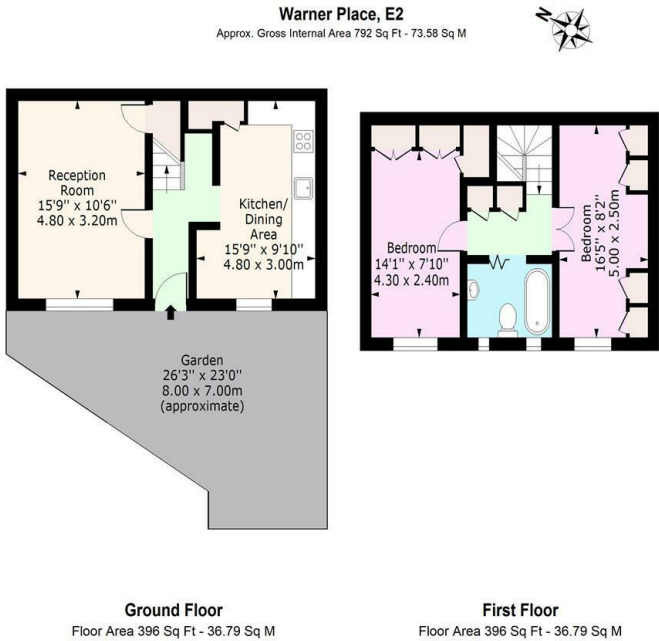 Warner Place, E2
Approx. Gross Internal Area 792 Sq Ft - 73.58 Sq M
N
Reception
Room
15'9" x 10'6"
4.80 x 3.20m
Kitchen/
Dining
Area
15'9" x 9'10"
4.80 x 3.00m
Garden
26'3" x 23'0"
8.00 x 7.00m
(approximate)
Bedroom
14'1" x 7'10"
4.30 x 2.40m
Bedroom
16'5" x 8'2"
5.00 x 2.50m
Ground Floor
Floor Area 396 Sq Ft - 36.79 Sq M
First Floor
Floor Area 396 Sq Ft - 36.79 Sq M